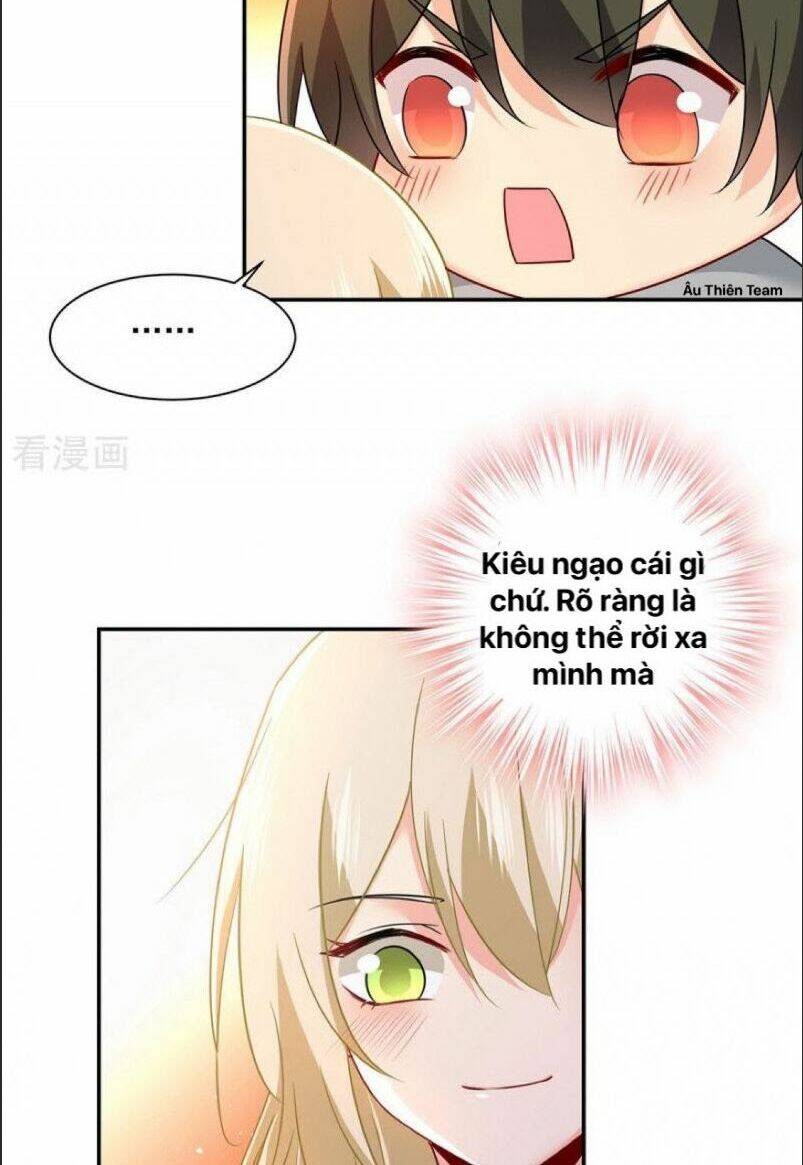 Âu Thiên Team
......
看漫画
Kiêu ngạo cái gì
chứ. Rõ ràng là
không thể rời xa
mình mà